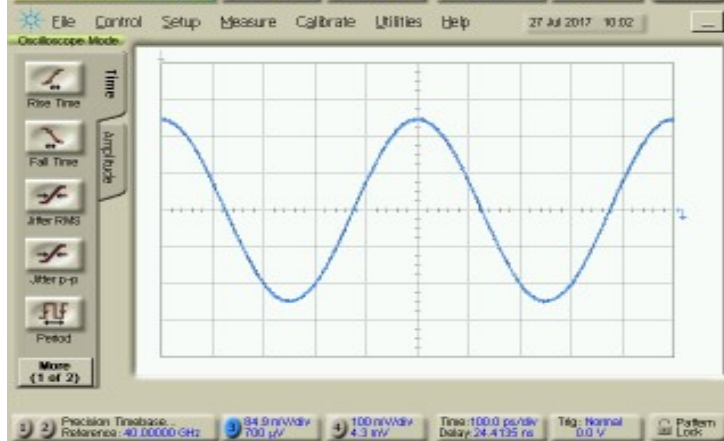 File Control Setup Measure Calibrate Utilities Help 27 Jul 2017 10:02
Oscilloscope Mode
Time
Amplitude
Rise Time
Fall Time
Jitter RMS
Jitter p-p
Period
More
(1 of 2)
1 2 Precision Timebase...
Reference: 40.00000 GHz
3 84.9 mV/div
700 µV
4 100 mV/div
4.3 mV
Time:100.0 ps/div
Delay:24.4135 ns
Trig: Normal
0.0 V
Pattern
Lock